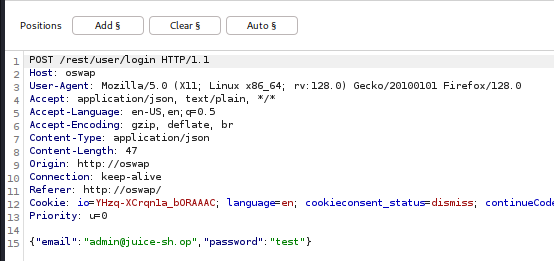 Positions Add § Clear § Auto §
1 POST /rest/user/login HTTP/1.1
2 Host: oswap
3 User-Agent: Mozilla/5.0 (X11; Linux x86_64; rv:128.0) Gecko/20100101 Firefox/128.0
4 Accept: application/json, text/plain, */*
5 Accept-Language: en-US,en;q=0.5
6 Accept-Encoding: gzip, deflate, br
7 Content-Type: application/json
8 Content-Length: 47
9 Origin: http://oswap
10 Connection: keep-alive
11 Referer: http://oswap/
12 Cookie: io=YHzq-XCrqn1a_bORAAAC; language=en; cookieconsent_status=dismiss; continueCode
13 Priority: u=0
14
15 {"email":"admin@juice-sh.op","password":"test"}